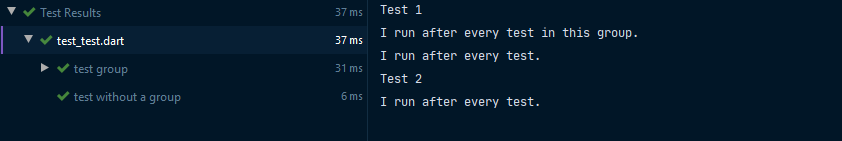 Test Results 37 ms
test_test.dart 37 ms
test group 31 ms
test without a group 6 ms
Test 1
I run after every test in this group.
I run after every test.
Test 2
I run after every test.